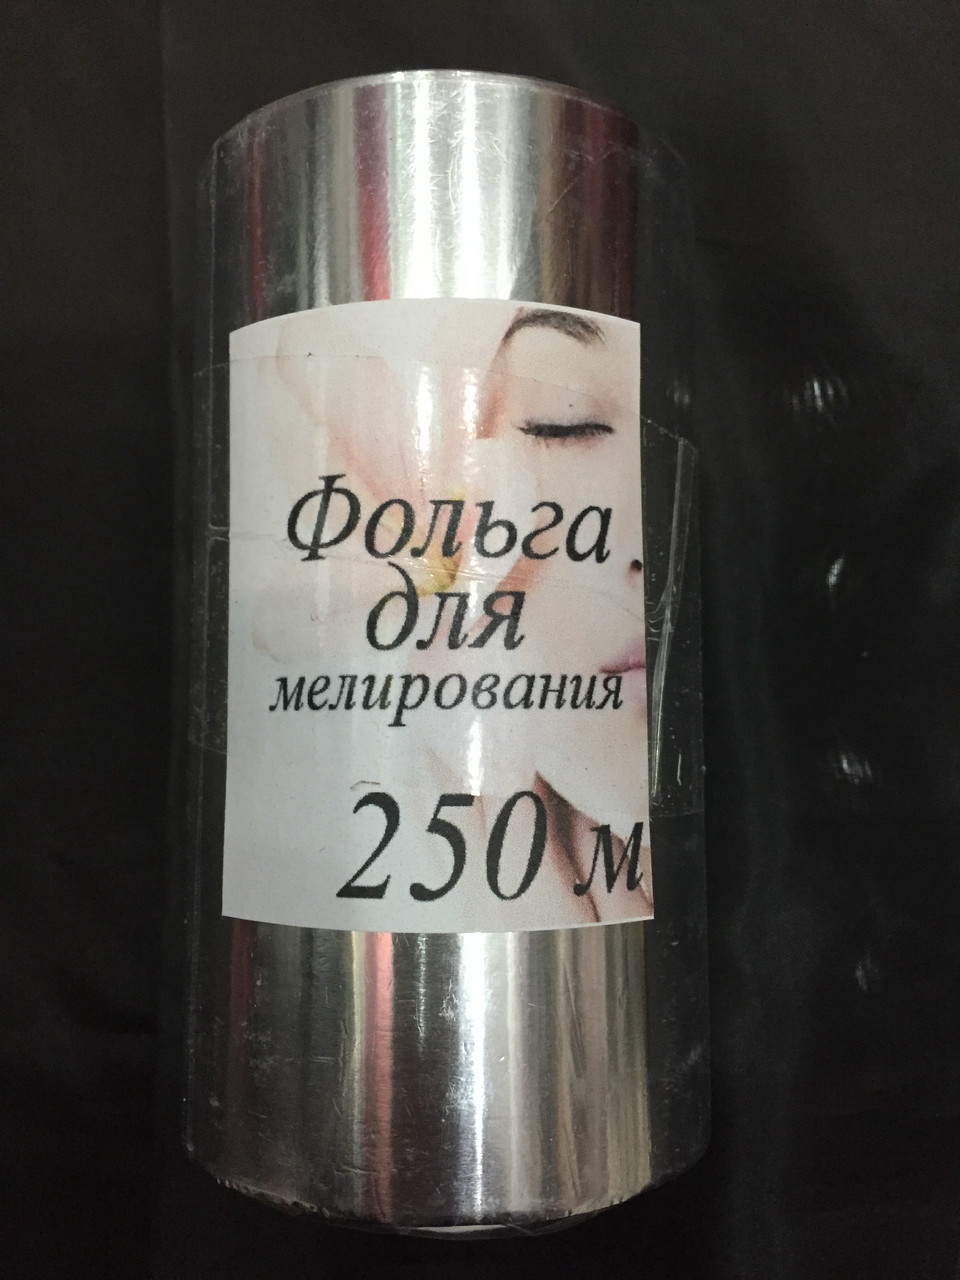 Фольга
для
мелирования
250 м